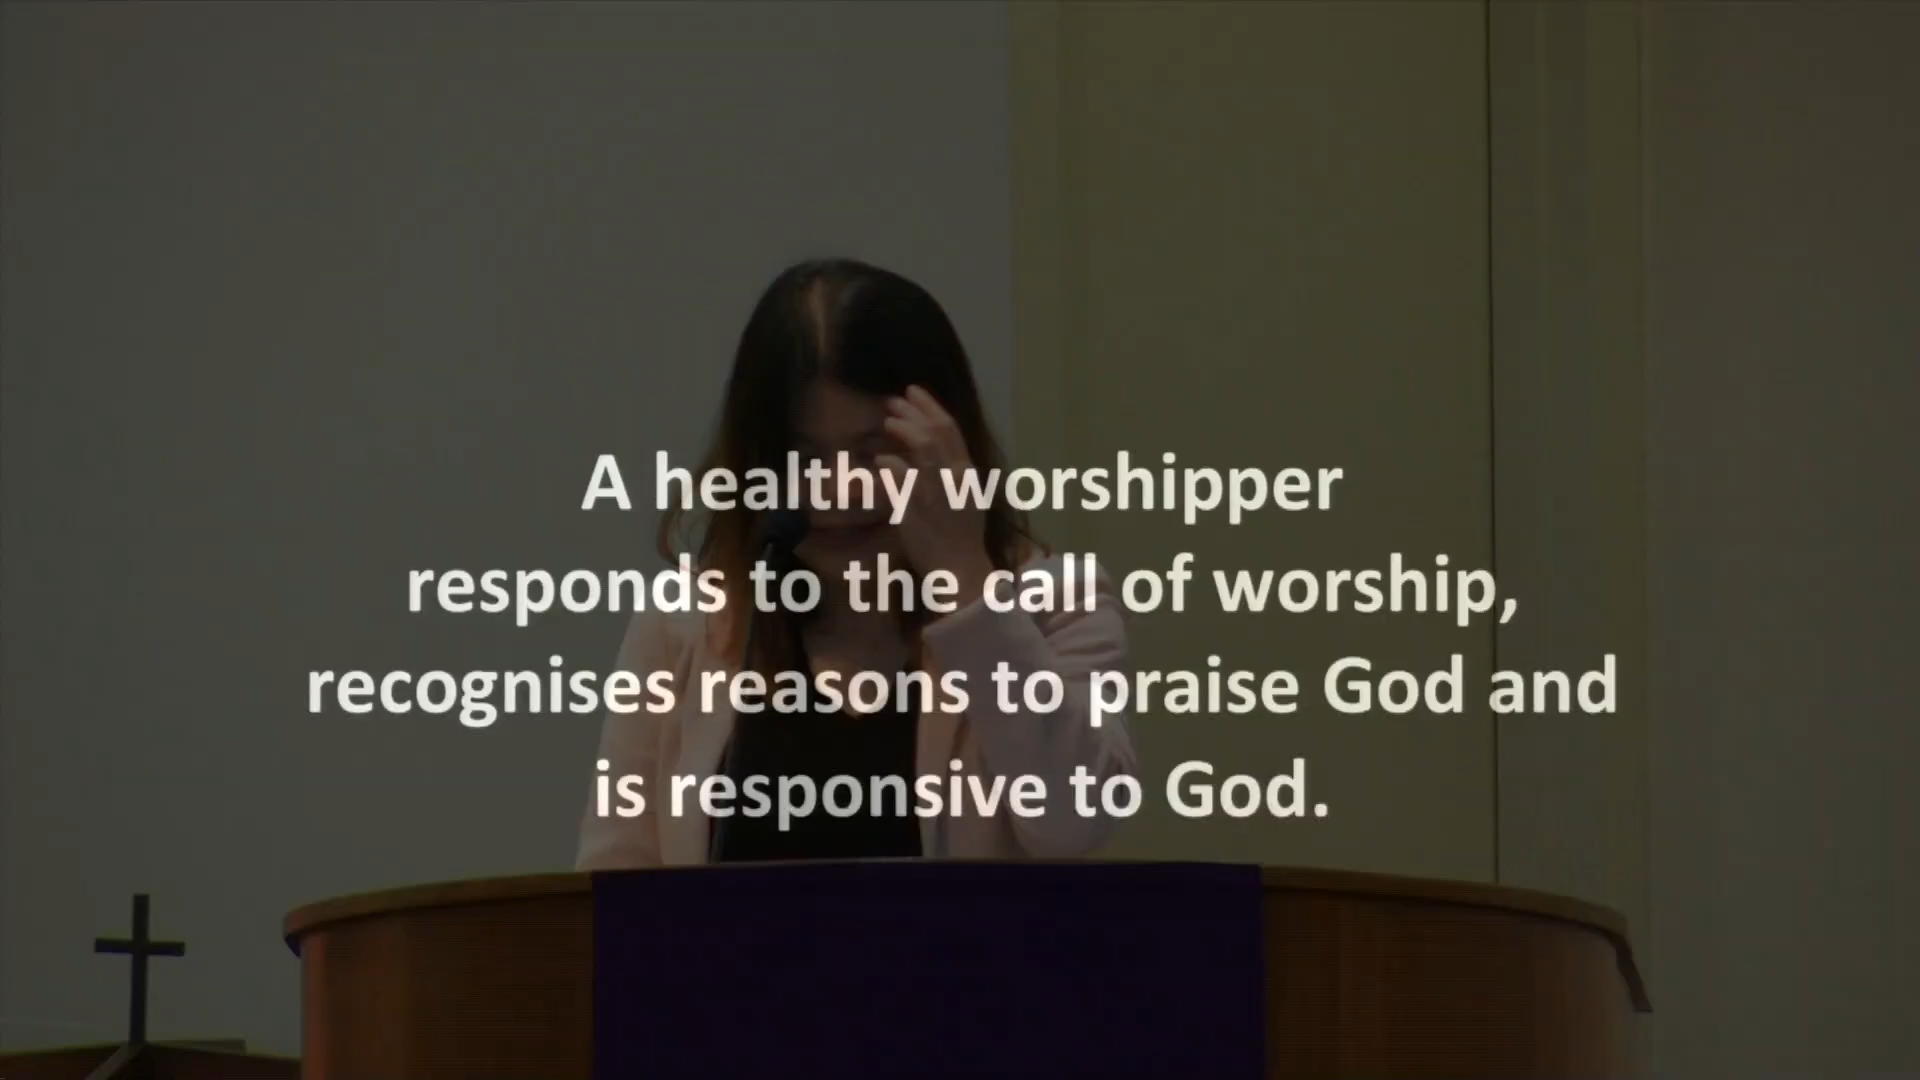 A healthy worshipper
responds to the call of worship,
recognises reasons to praise God and
is responsive to God.